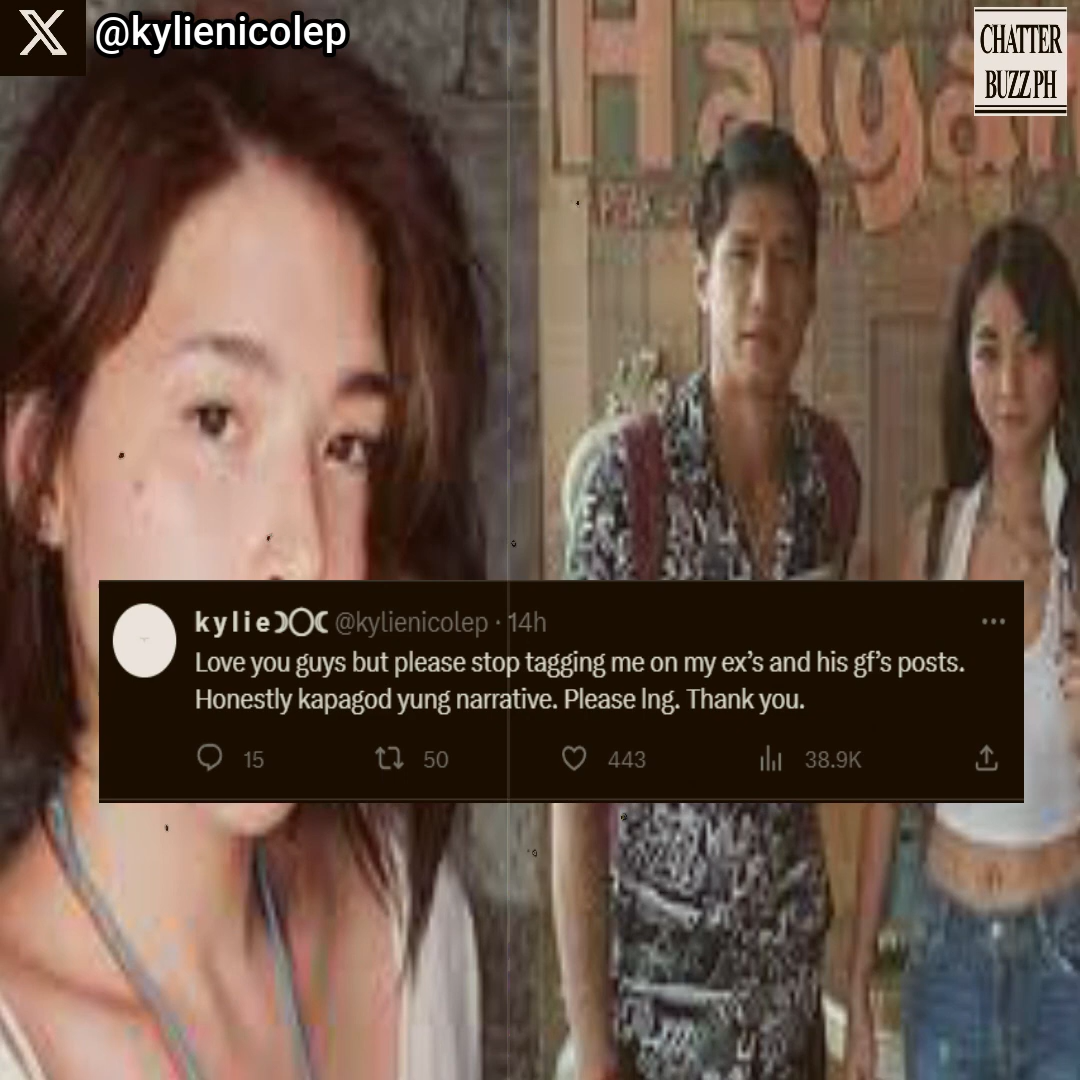 @kylienicolep
CHATTER
BUZZ PH
Haiyan
kylie @kylienicolep · 14h
Love you guys but please stop tagging me on my ex’s and his gf’s posts.
Honestly kapagod yung narrative. Please lng. Thank you.
15 50 443 38.9K